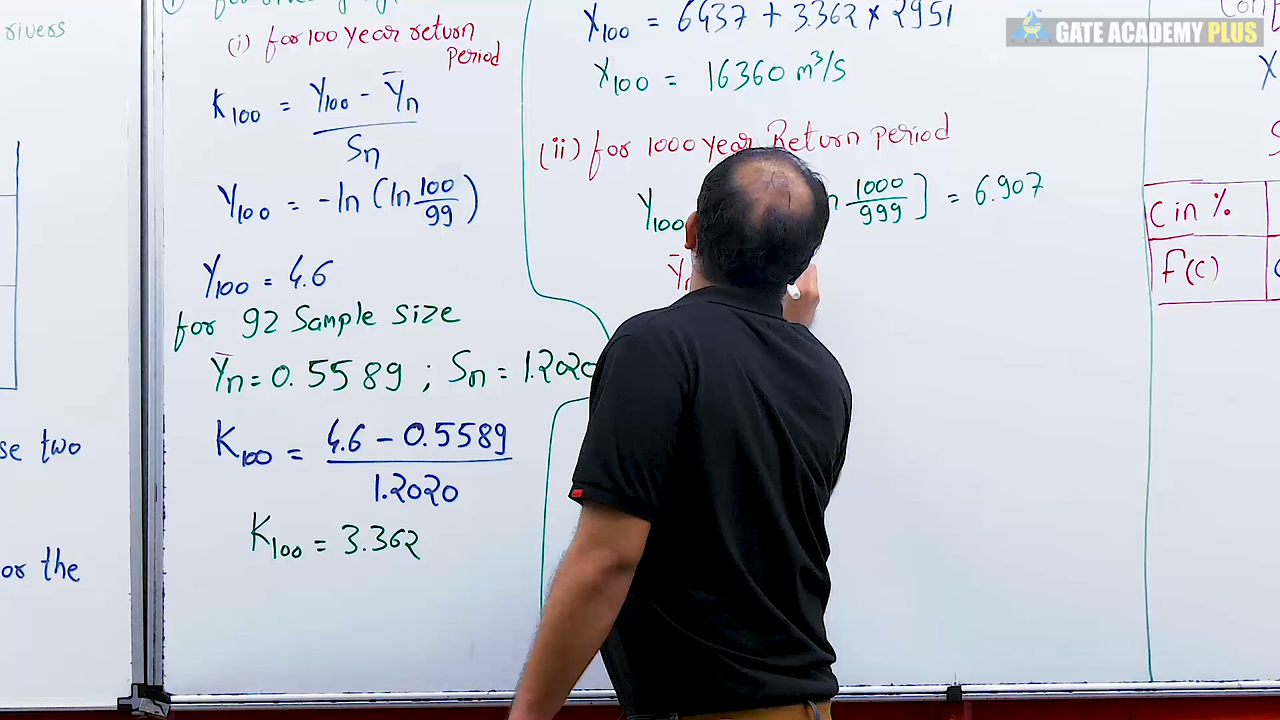 rivers
(i) for 100 year return
period
K100 = Y100 - Ȳn
Sn
Y100 = -ln (ln 100
99 )
Y100 = 4.6
for 92 Sample size
Ȳn = 0.5589 ; Sn = 1.2020
K100 = 4.6 - 0.5589
1.2020
K100 = 3.362
se two
or the
X100 = 6437 + 3.362 × 2951
X100 = 16360 m³/s
(ii) for 1000 year Return period
Y100 1000
999 ] = 6.907
GATE ACADEMY PLUS
C in %
F(C)